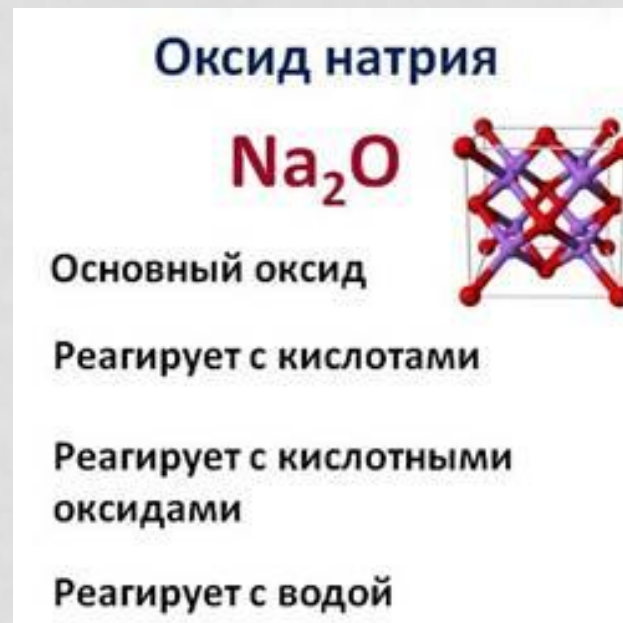 Оксид натрия
Na₂O
Основный оксид
Реагирует с кислотами
Реагирует с кислотными
оксидами
Реагирует с водой